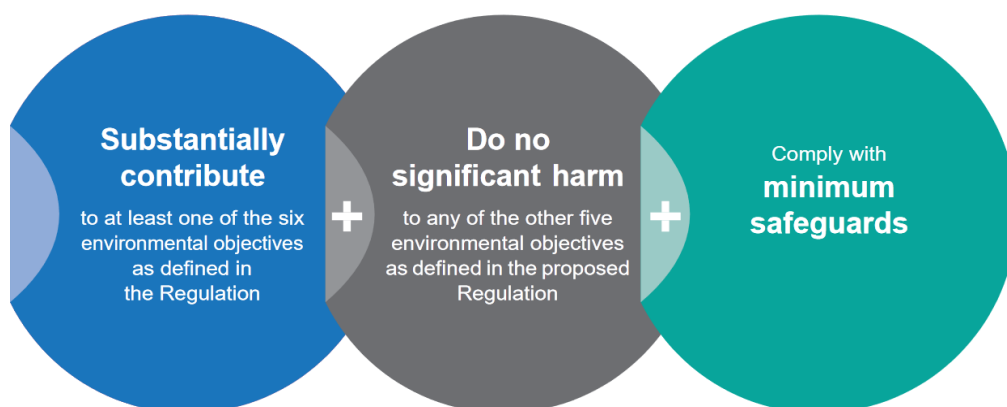 Substantially
contribute
to at least one of the six
environmental objectives
as defined in
the Regulation
+
Do no
significant harm
to any of the other five
environmental objectives
as defined in the proposed
Regulation
+
Comply with
minimum
safeguards